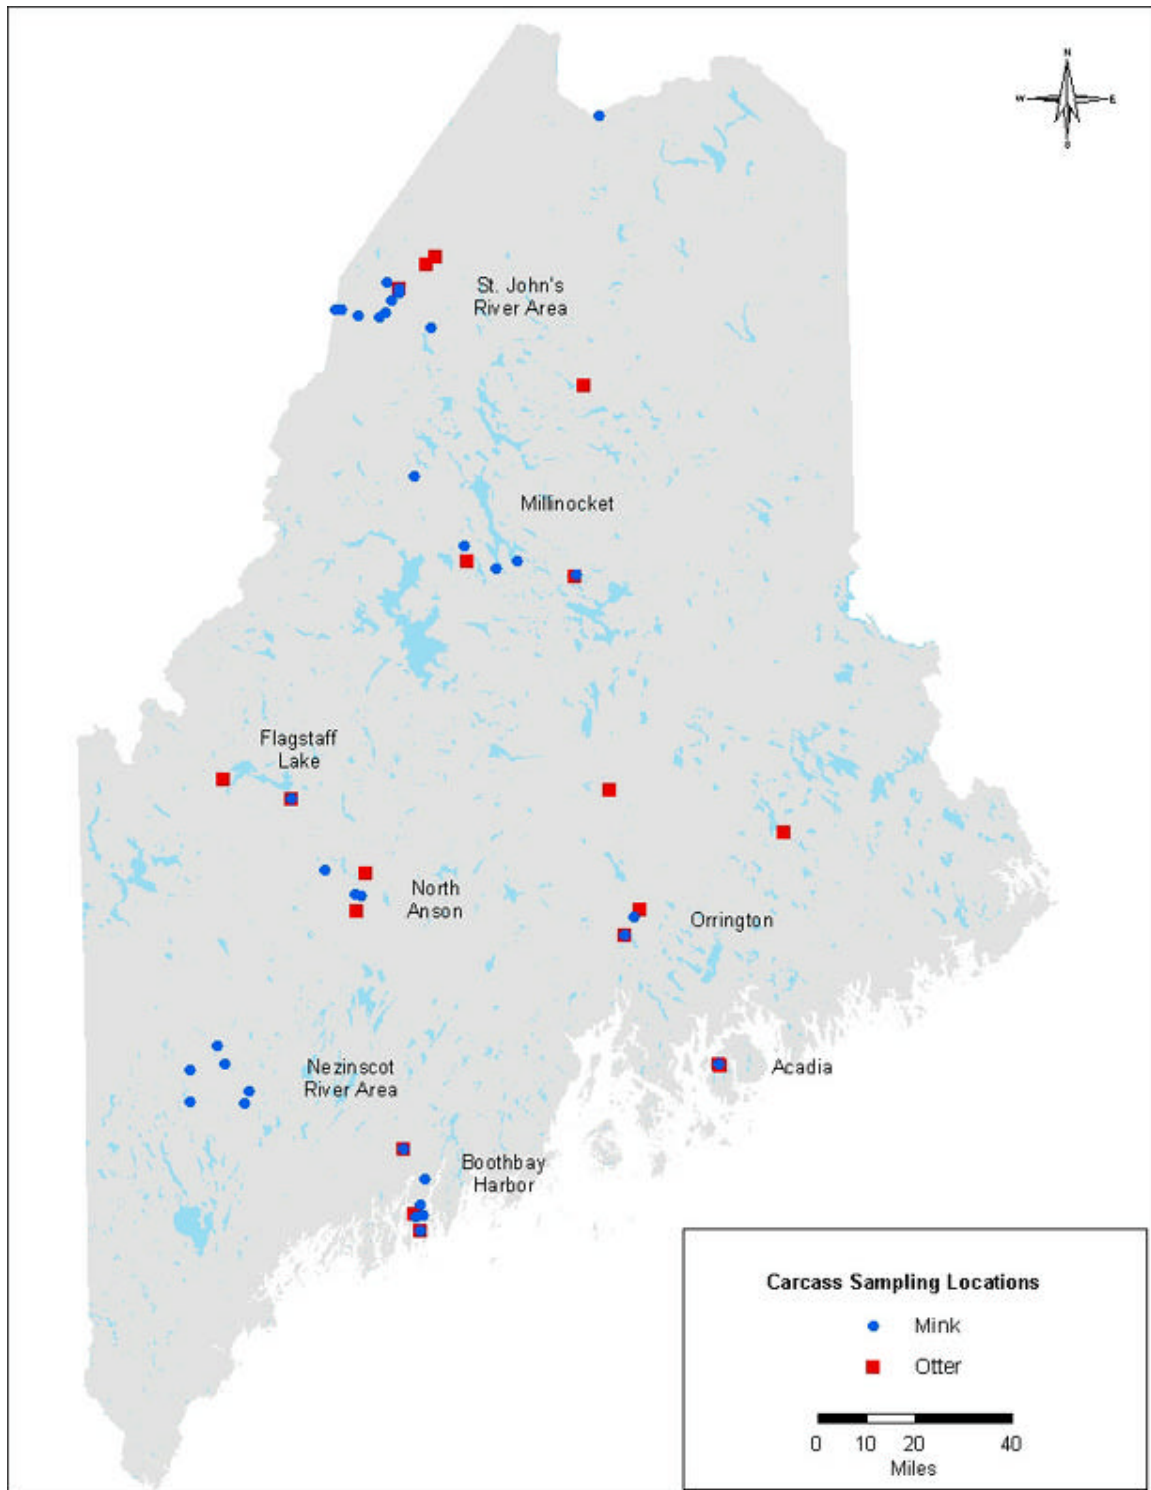 N
W E
S
St. John's
River Area
Millinocket
Flagstaff
Lake
North
Anson
Orrington
Nezinscot
River Area
Acadia
Boothbay
Harbor
Carcass Sampling Locations
Mink
Otter
0 10 20 40
Miles